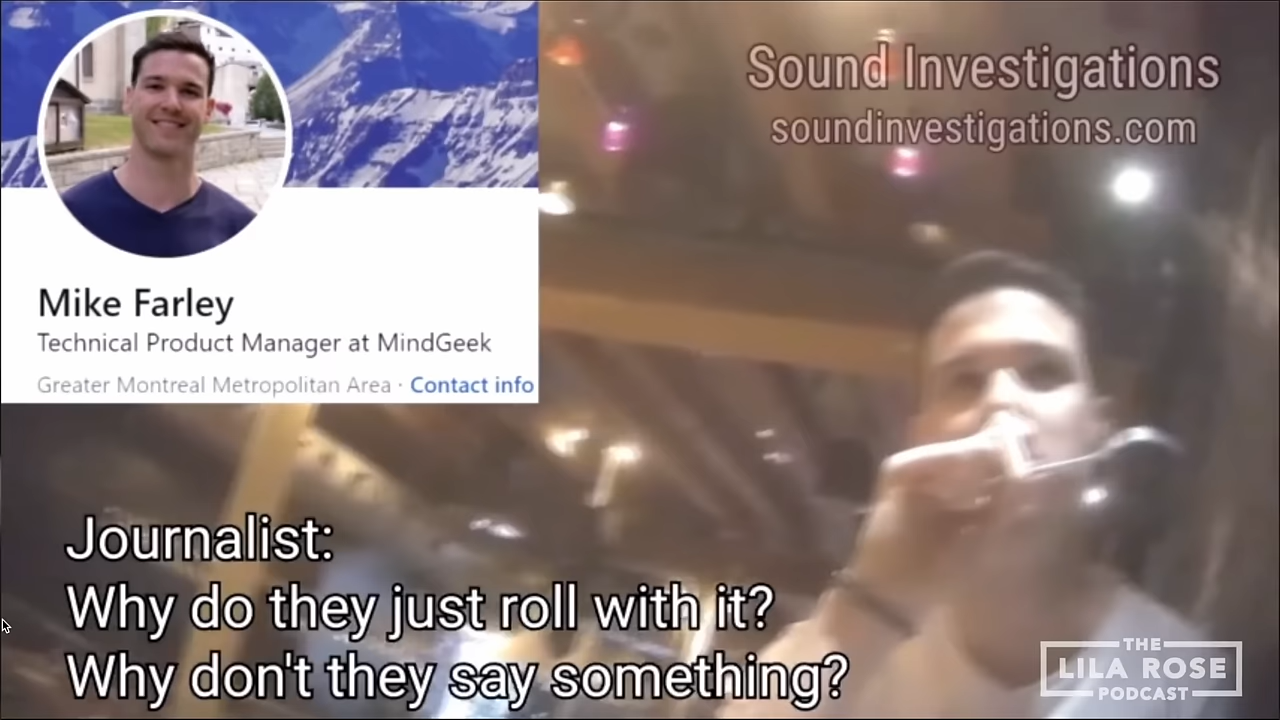 Sound Investigations
soundinvestigations.com
Mike Farley
Technical Product Manager at MindGeek
Greater Montreal Metropolitan Area · Contact info
Journalist:
Why do they just roll with it?
Why don't they say something?
THE
LILA ROSE
PODCAST